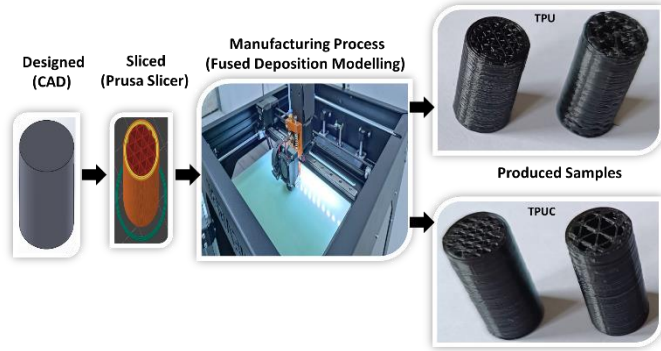 Designed
(CAD)
Sliced
(Prusa Slicer)
Manufacturing Process
(Fused Deposition Modelling)
TPU
Produced Samples
TPUC